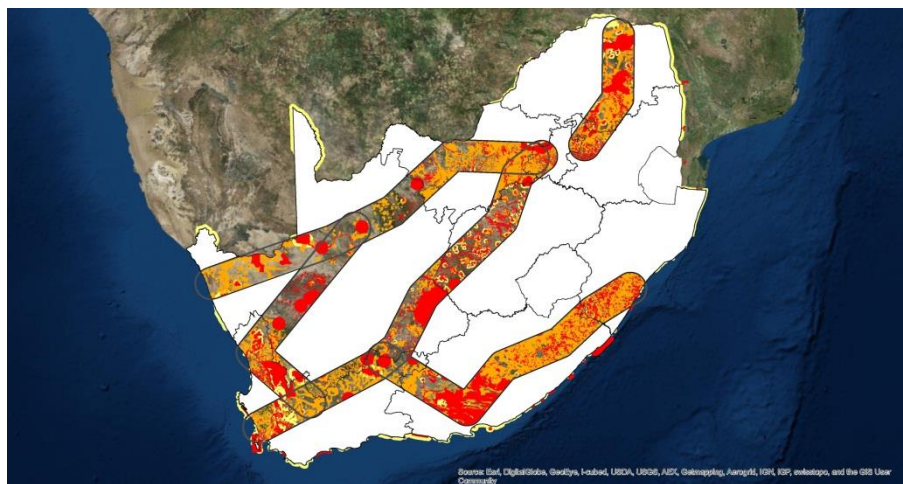 Source: Esri, DigitalGlobe, GeoEye, i-cubed, USDA, USGS, AEX, Getmapping, Aerogrid, IGN, IGP, swisstopo, and the GIS User
Community